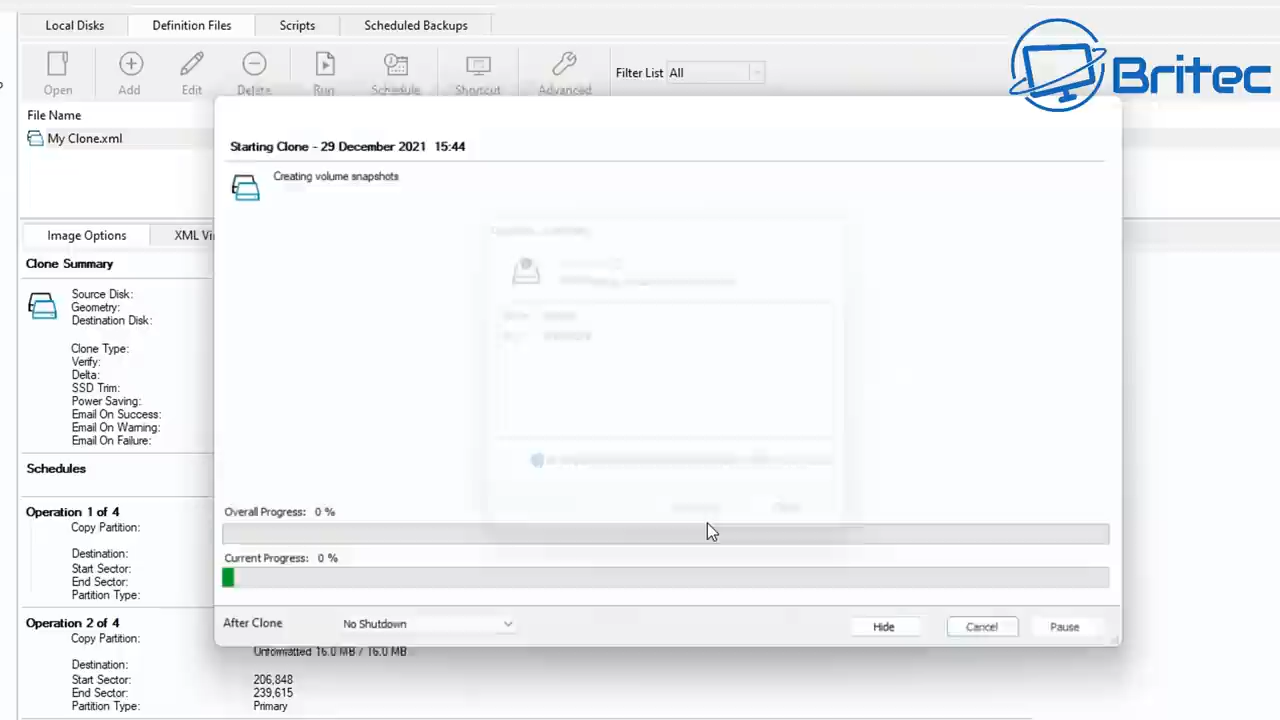 Local Disks Definition Files Scripts Scheduled Backups
Britec
Open Add Edit Delete Run Schedule Shortcut Advanced Filter List All
File Name
My Clone.xml
Starting Clone - 29 December 2021 15:44
Creating volume snapshots
Image Options XML Vi
Clone Summary
Source Disk:
Geometry:
Destination Disk:
Clone Type:
Verify:
Delta:
SSD Trim:
Power Saving:
Email On Success:
Email On Warning:
Email On Failure:
Schedules
Operation 1 of 4
Copy Partition:
Destination:
Start Sector:
End Sector:
Partition Type:
Overall Progress: 0 %
Current Progress: 0 %
After Clone No Shutdown Hide Cancel Pause
Operation 2 of 4
Copy Partition:
Unformatted 16.0 MB / 16.0 MB
Destination:
Start Sector: 206,848
End Sector: 239,615
Partition Type: Primary